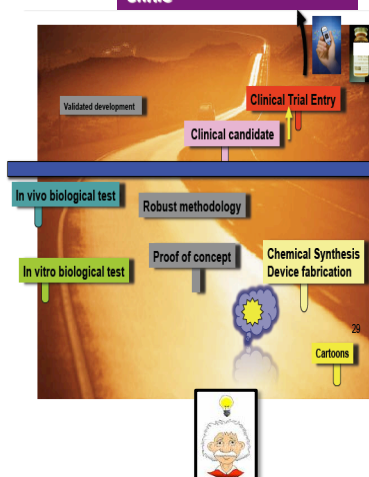 Validated development
Clinical Trial Entry
Clinical candidate
In vivo biological test
Robust methodology
Proof of concept
Chemical Synthesis
Device fabrication
In vitro biological test
29
Cartoons